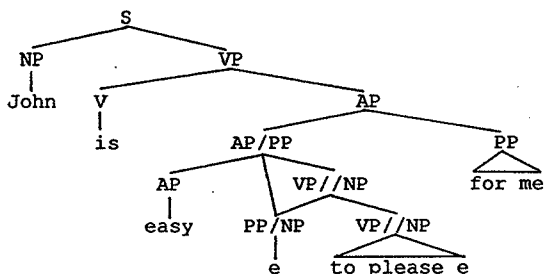 S
NP VP
John V AP
is AP/PP PP
AP VP//NP for me
easy PP/NP VP//NP
e to please e